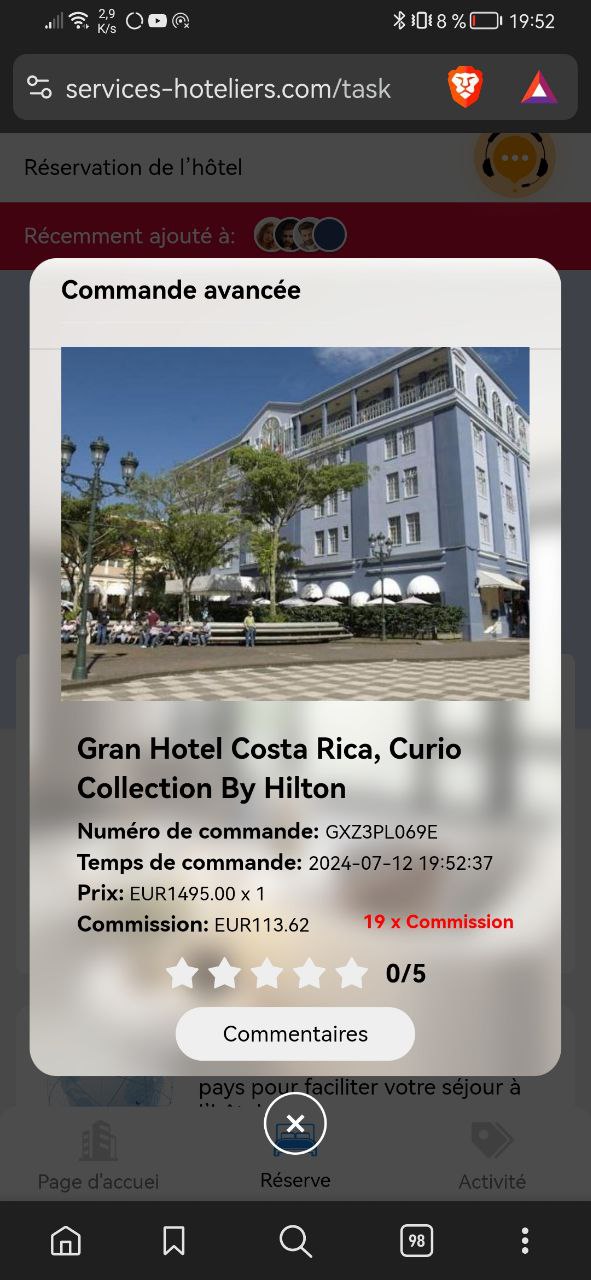 2,9
K/s
8 %
19:52
services-hoteliers.com/task
Réservation de l'hôtel
Récemment ajouté à:
Commande avancée
Gran Hotel Costa Rica, Curio
Collection By Hilton
Numéro de commande: GXZ3PL069E
Temps de commande: 2024-07-12 19:52:37
Prix: EUR1495.00 x 1
Commission: EUR113.62
19 x Commission
0/5
Commentaires
pays pour faciliter votre séjour à
Page d'accuei
Réserve
Activité
98